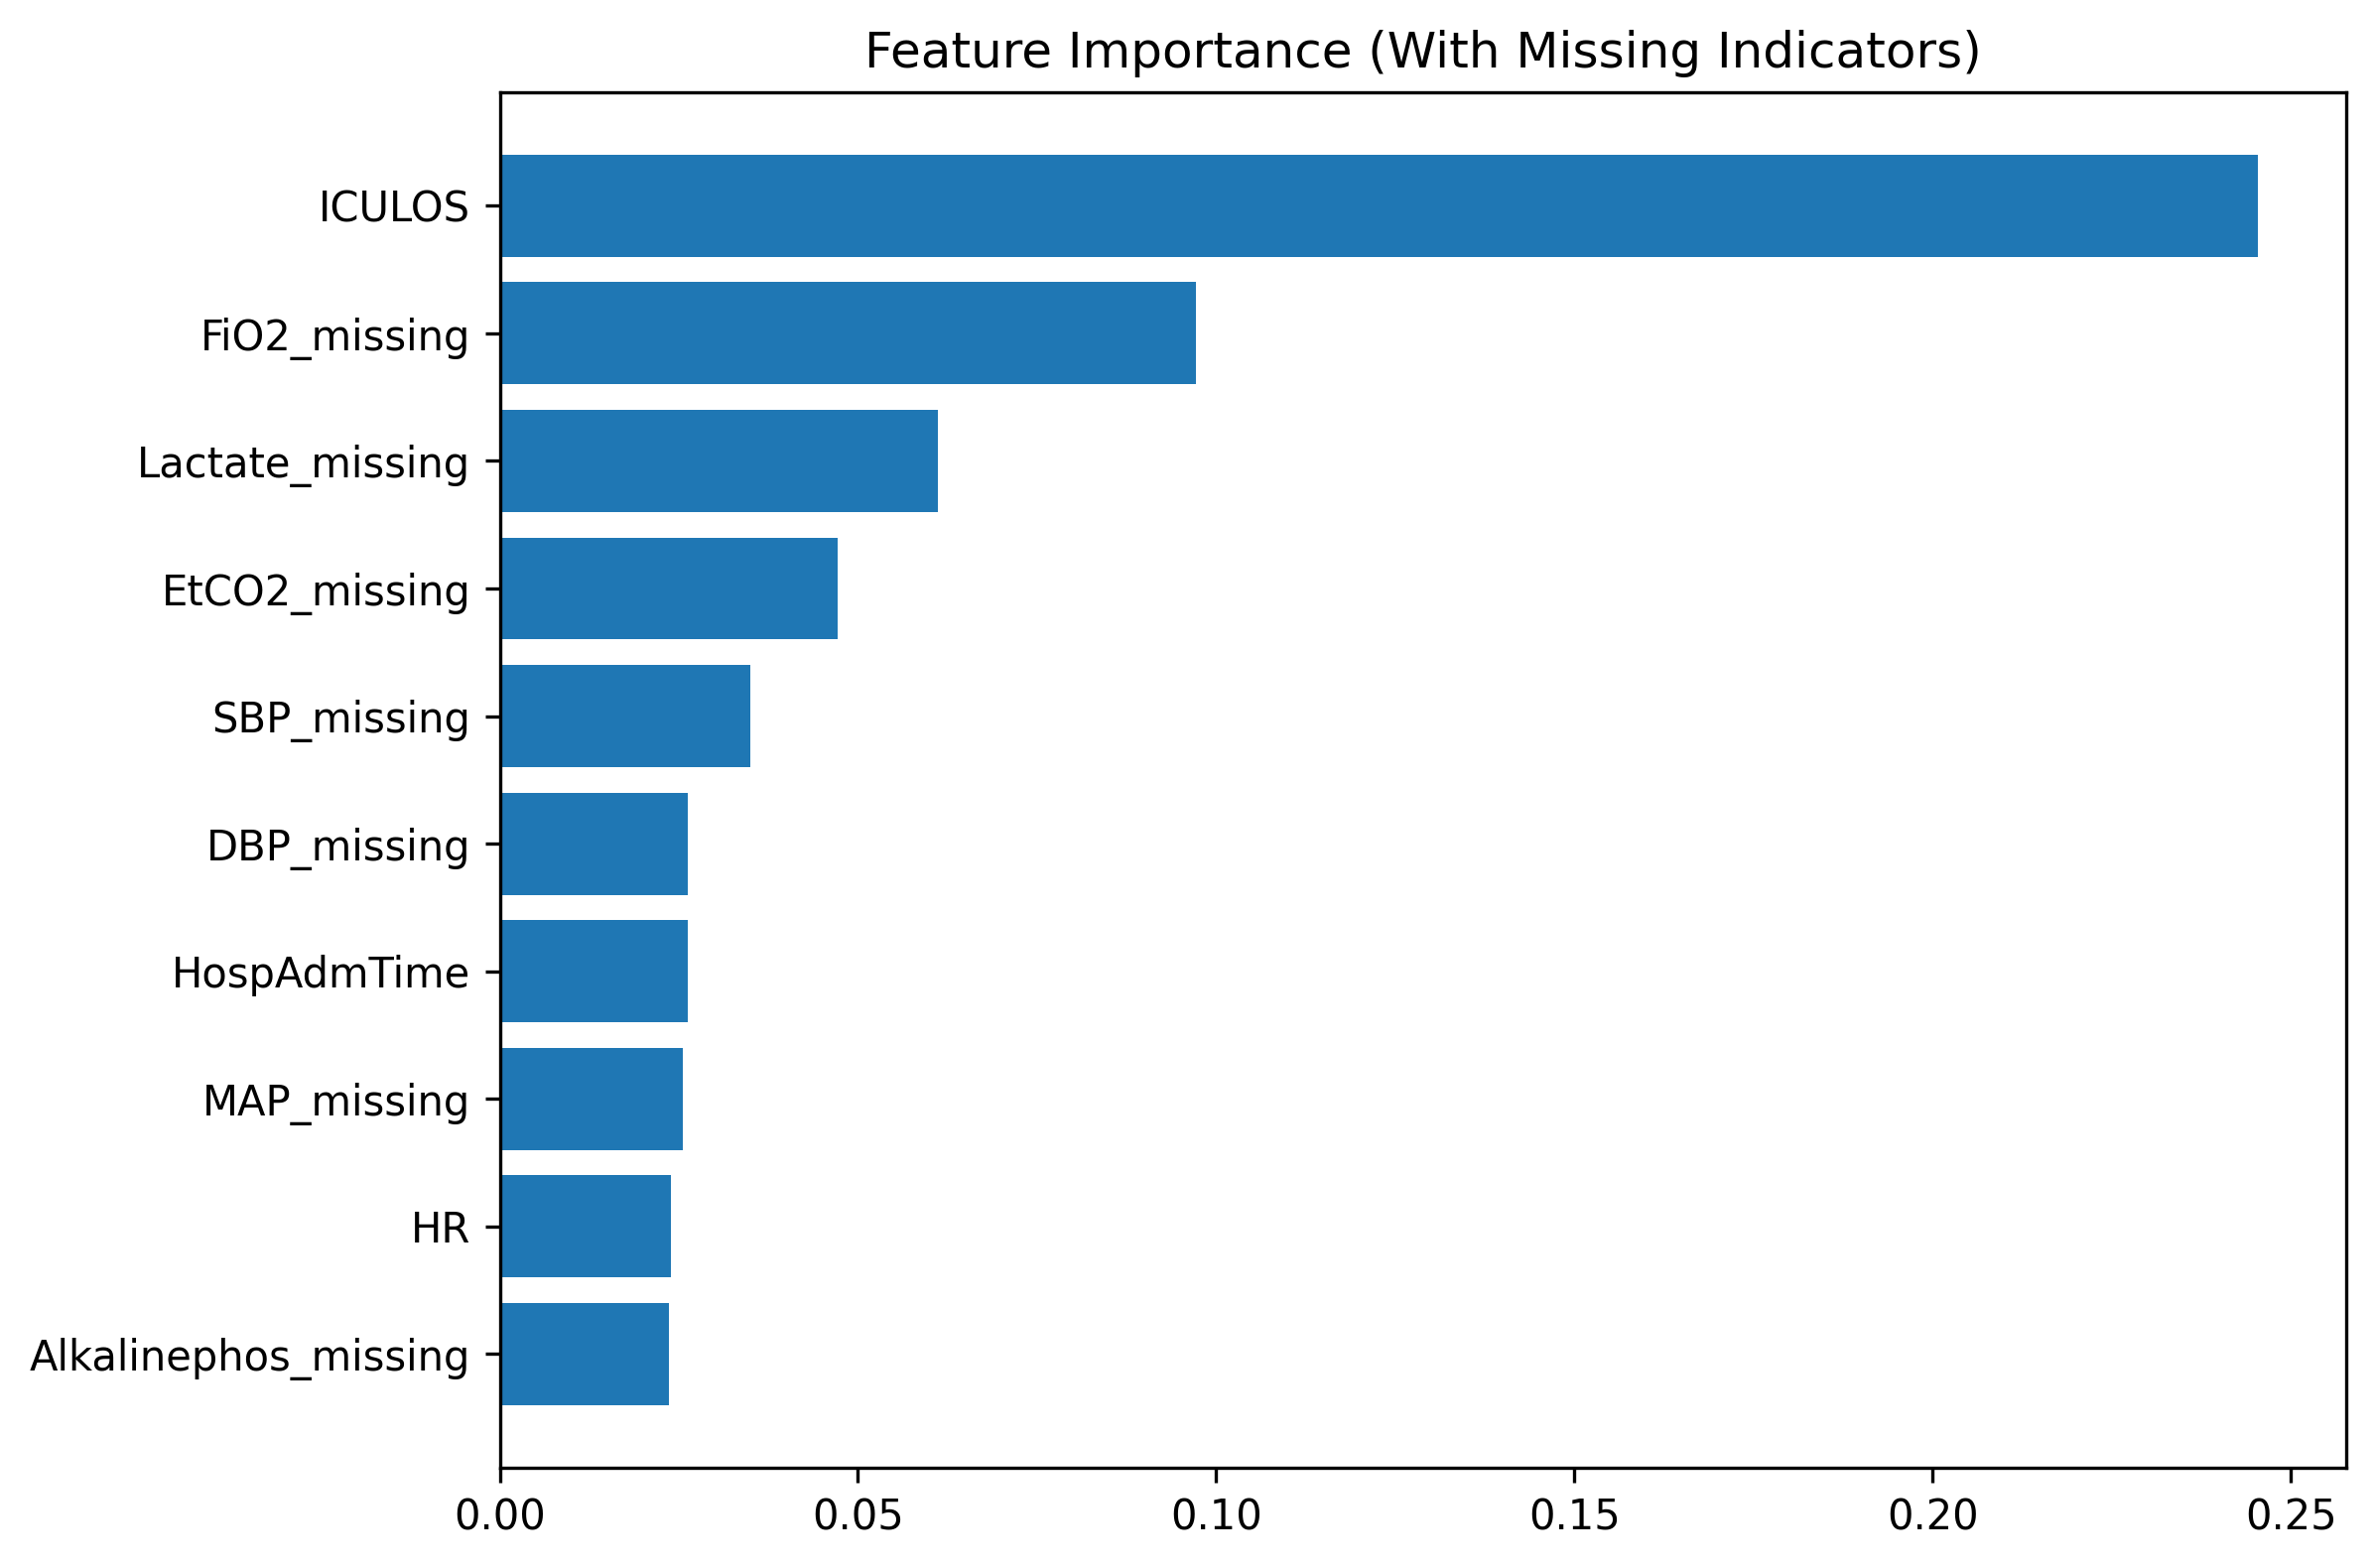 Feature Importance (With Missing Indicators)
ICULOS
FiO2_missing
Lactate_missing
EtCO2_missing
SBP_missing
DBP_missing
HospAdmTime
MAP_missing
HR
Alkalinephos_missing
0.00 0.05 0.10 0.15 0.20 0.25